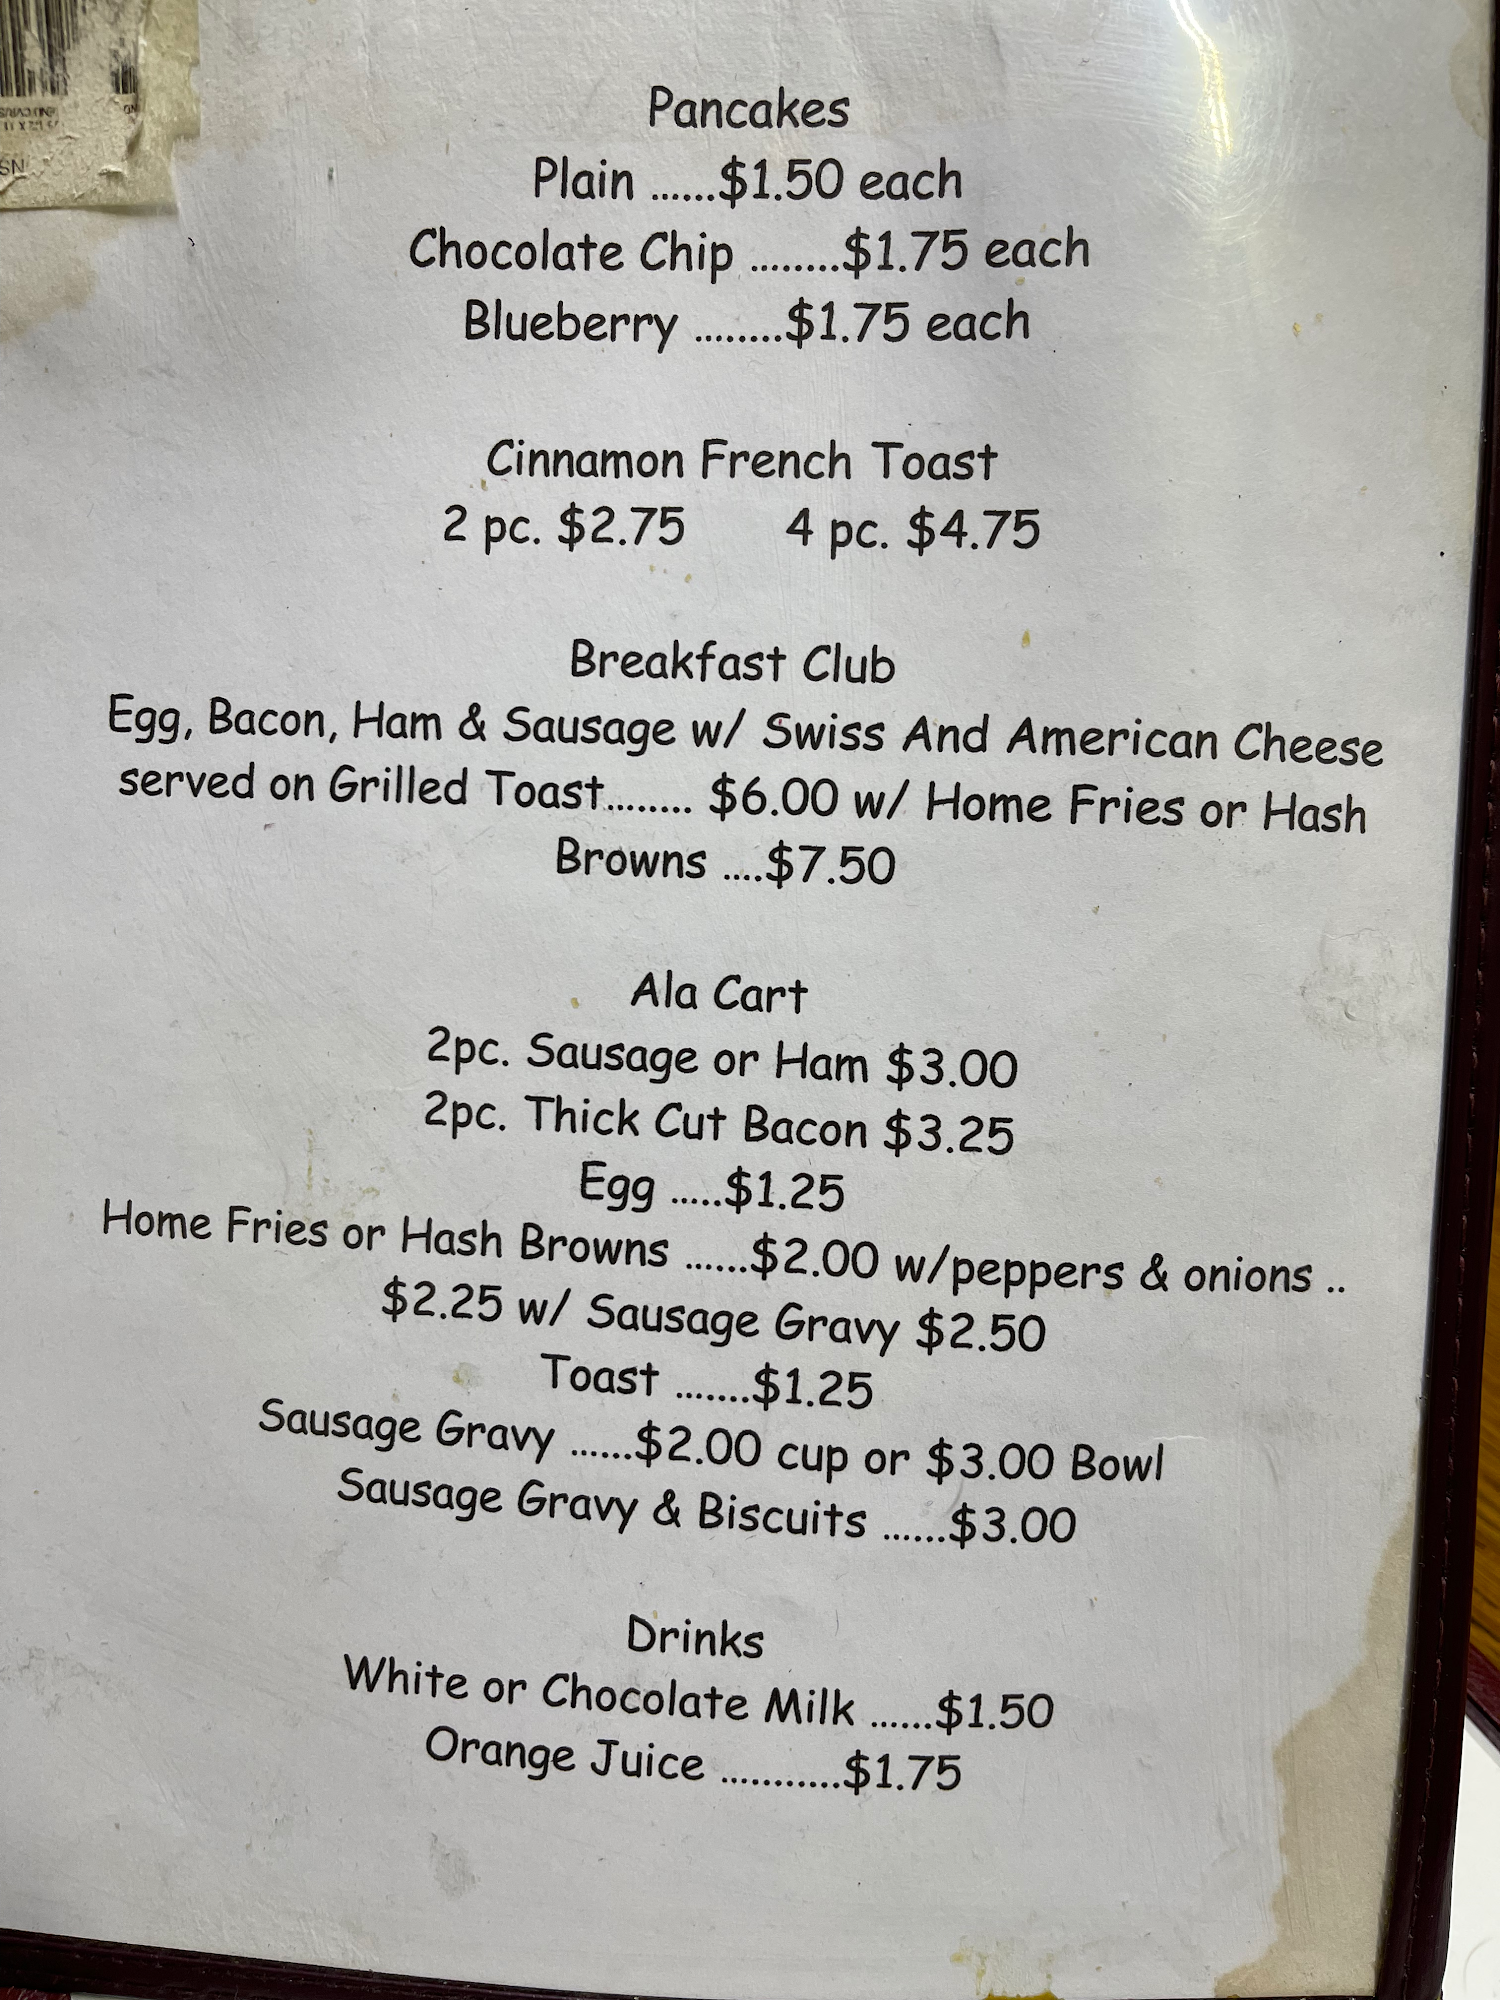 Pancakes
Plain ......$1.50 each
Chocolate Chip ........$1.75 each
Blueberry ........$1.75 each
Cinnamon French Toast
2 pc. $2.75 4 pc. $4.75
Breakfast Club
Egg, Bacon, Ham & Sausage w/ Swiss And American Cheese
served on Grilled Toast........ $6.00 w/ Home Fries or Hash
Browns ....$7.50
Ala Cart
2pc. Sausage or Ham $3.00
2pc. Thick Cut Bacon $3.25
Egg .....$1.25
Home Fries or Hash Browns ......$2.00 w/peppers & onions ..
$2.25 w/ Sausage Gravy $2.50
Toast .......$1.25
Sausage Gravy ......$2.00 cup or $3.00 Bowl
Sausage Gravy & Biscuits ......$3.00
Drinks
White or Chocolate Milk ......$1.50
Orange Juice ...........$1.75